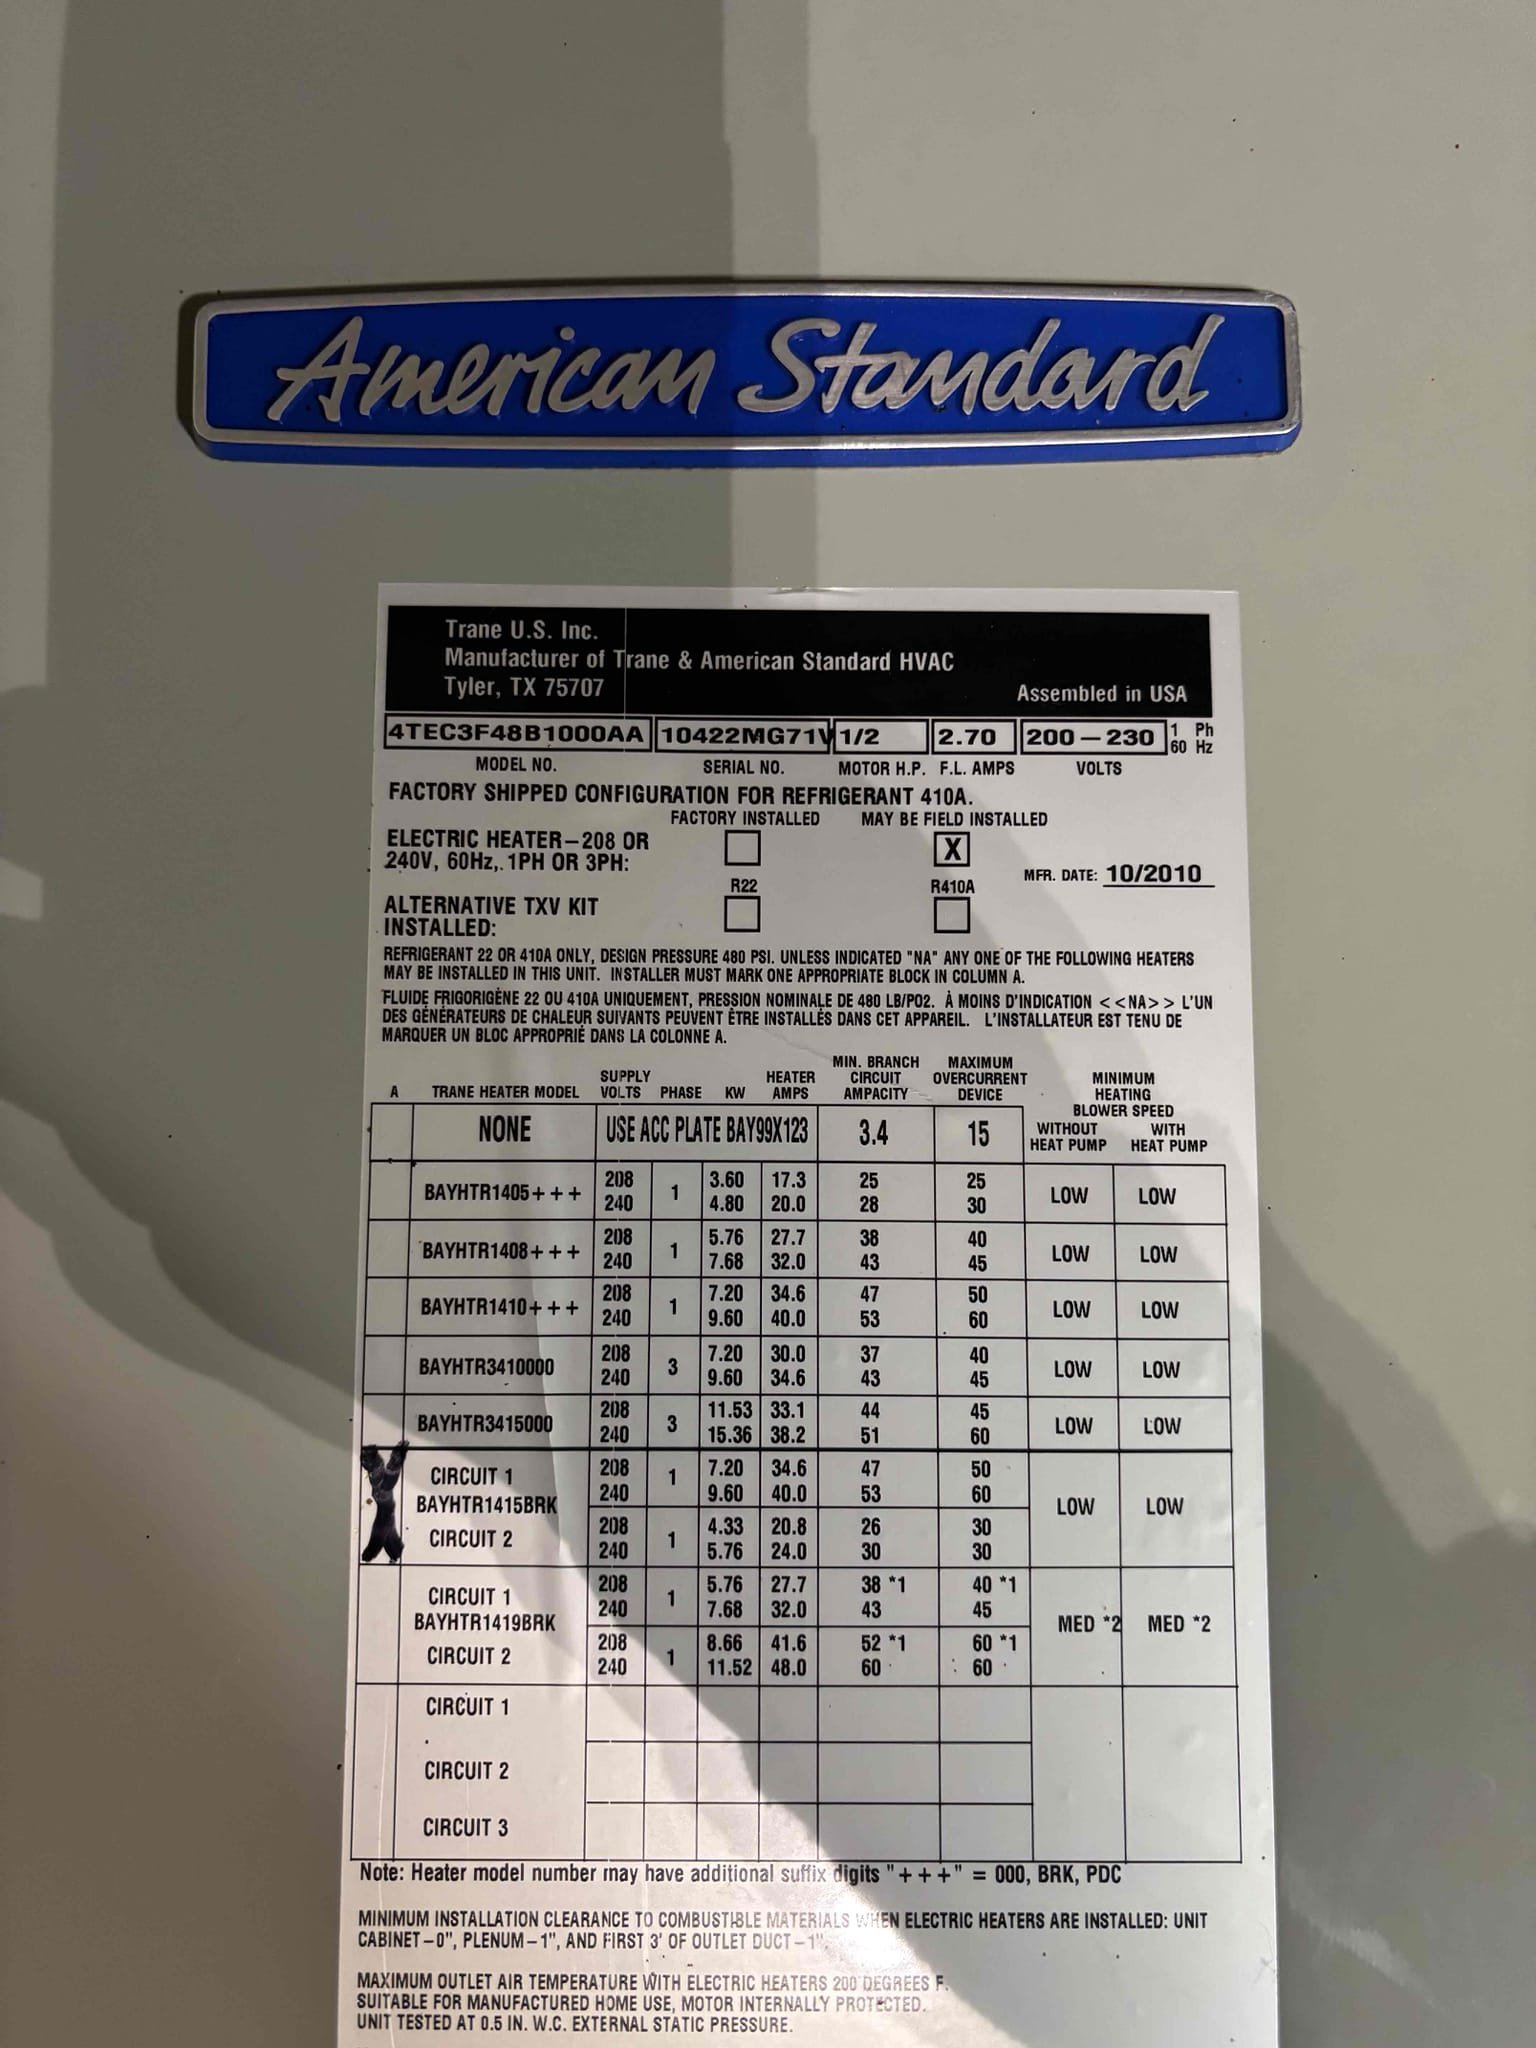 American Standard
Trane U.S. Inc.
Manufacturer of Trane & American Standard HVAC
Tyler, TX 75707
Assembled in USA
4TEC3F48B1000AA 10422MG71V 1/2 2.70 200-230 1 Ph 60 Hz
MODEL NO. SERIAL NO. MOTOR H.P. F.L. AMPS VOLTS
FACTORY SHIPPED CONFIGURATION FOR REFRIGERANT 410A.
FACTORY INSTALLED MAY BE FIELD INSTALLED
ELECTRIC HEATER-208 OR
240V, 60Hz,. 1PH OR 3PH: X
MFR. DATE: 10/2010
R22 R410A
ALTERNATIVE TXV KIT
INSTALLED:
REFRIGERANT 22 OR 410A ONLY, DESIGN PRESSURE 480 PSI. UNLESS INDICATED "NA" ANY ONE OF THE FOLLOWING HEATERS
MAY BE INSTALLED IN THIS UNIT. INSTALLER MUST MARK ONE APPROPRIATE BLOCK IN COLUMN A.
FLUIDE FRIGORIGÈNE 22 OU 410A UNIQUEMENT, PRESSION NOMINALE DE 480 LB/PO2. À MOINS D'INDICATION <<NA>> L'UN
DES GÉNÉRATEURS DE CHALEUR SUIVANTS PEUVENT ÊTRE INSTALLÉS DANS CET APPAREIL. L'INSTALLATEUR EST TENU DE
MARQUER UN BLOC APPROPRIÉ DANS LA COLONNE A.
A TRANE HEATER MODEL SUPPLY VOLTS PHASE KW HEATER AMPS MIN. BRANCH CIRCUIT AMPACITY MAXIMUM OVERCURRENT DEVICE MINIMUM HEATING BLOWER SPEED
WITHOUT HEAT PUMP WITH HEAT PUMP
NONE USE ACC PLATE BAY99X123 3.4 15
BAYHTR1405+++ 208 1 3.60 17.3 25 25 LOW LOW
240 4.80 20.0 28 30
BAYHTR1408+++ 208 1 5.76 27.7 38 40 LOW LOW
240 7.68 32.0 43 45
BAYHTR1410+++ 208 1 7.20 34.6 47 50 LOW LOW
240 9.60 40.0 53 60
BAYHTR3410000 208 3 7.20 30.0 37 40 LOW LOW
240 9.60 34.6 43 45
BAYHTR3415000 208 3 11.53 33.1 44 45 LOW LOW
240 15.36 38.2 51 60
X CIRCUIT 1 208 1 7.20 34.6 47 50 LOW LOW
BAYHTR1415BRK 240 9.60 40.0 53 60
CIRCUIT 2 208 1 4.33 20.8 26 30
240 5.76 24.0 30 30
CIRCUIT 1 208 1 5.76 27.7 38 *1 40 *1 MED *2 MED *2
BAYHTR1419BRK 240 7.68 32.0 43 45
CIRCUIT 2 208 1 8.66 41.6 52 *1 60 *1
240 11.52 48.0 60 60
CIRCUIT 1
CIRCUIT 2
CIRCUIT 3
Note: Heater model number may have additional suffix digits "+++" = 000, BRK, PDC
MINIMUM INSTALLATION CLEARANCE TO COMBUSTIBLE MATERIALS WHEN ELECTRIC HEATERS ARE INSTALLED: UNIT
CABINET-0", PLENUM-1", AND FIRST 3' OF OUTLET DUCT-1"
MAXIMUM OUTLET AIR TEMPERATURE WITH ELECTRIC HEATERS 200 DEGREES F.
SUITABLE FOR MANUFACTURED HOME USE, MOTOR INTERNALLY PROTECTED.
UNIT TESTED AT 0.5 IN. W.C. EXTERNAL STATIC PRESSURE.